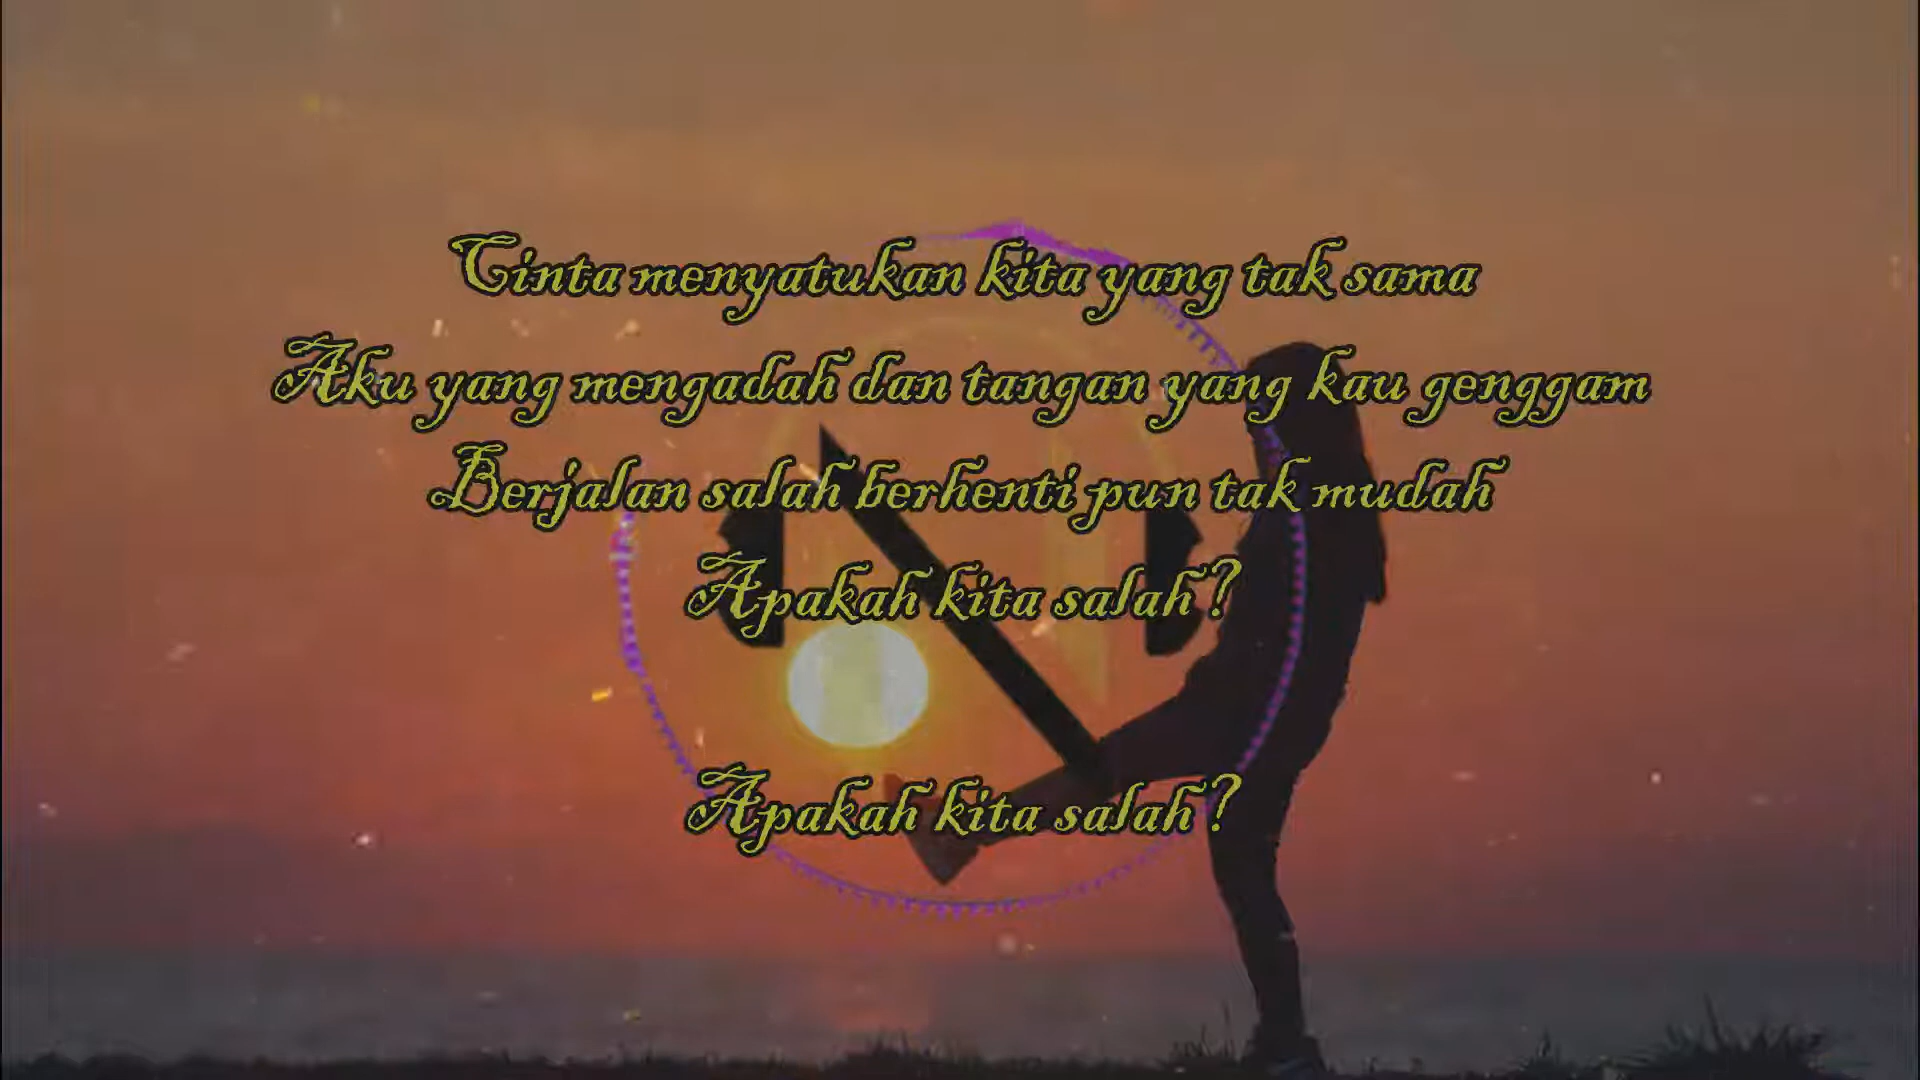 Cinta menyatukan kita yang tak sama
Aku yang mengadah dan tangan yang kau genggam
Berjalan salah berhenti pun tak mudah
Apakah kita salah?
Apakah kita salah?